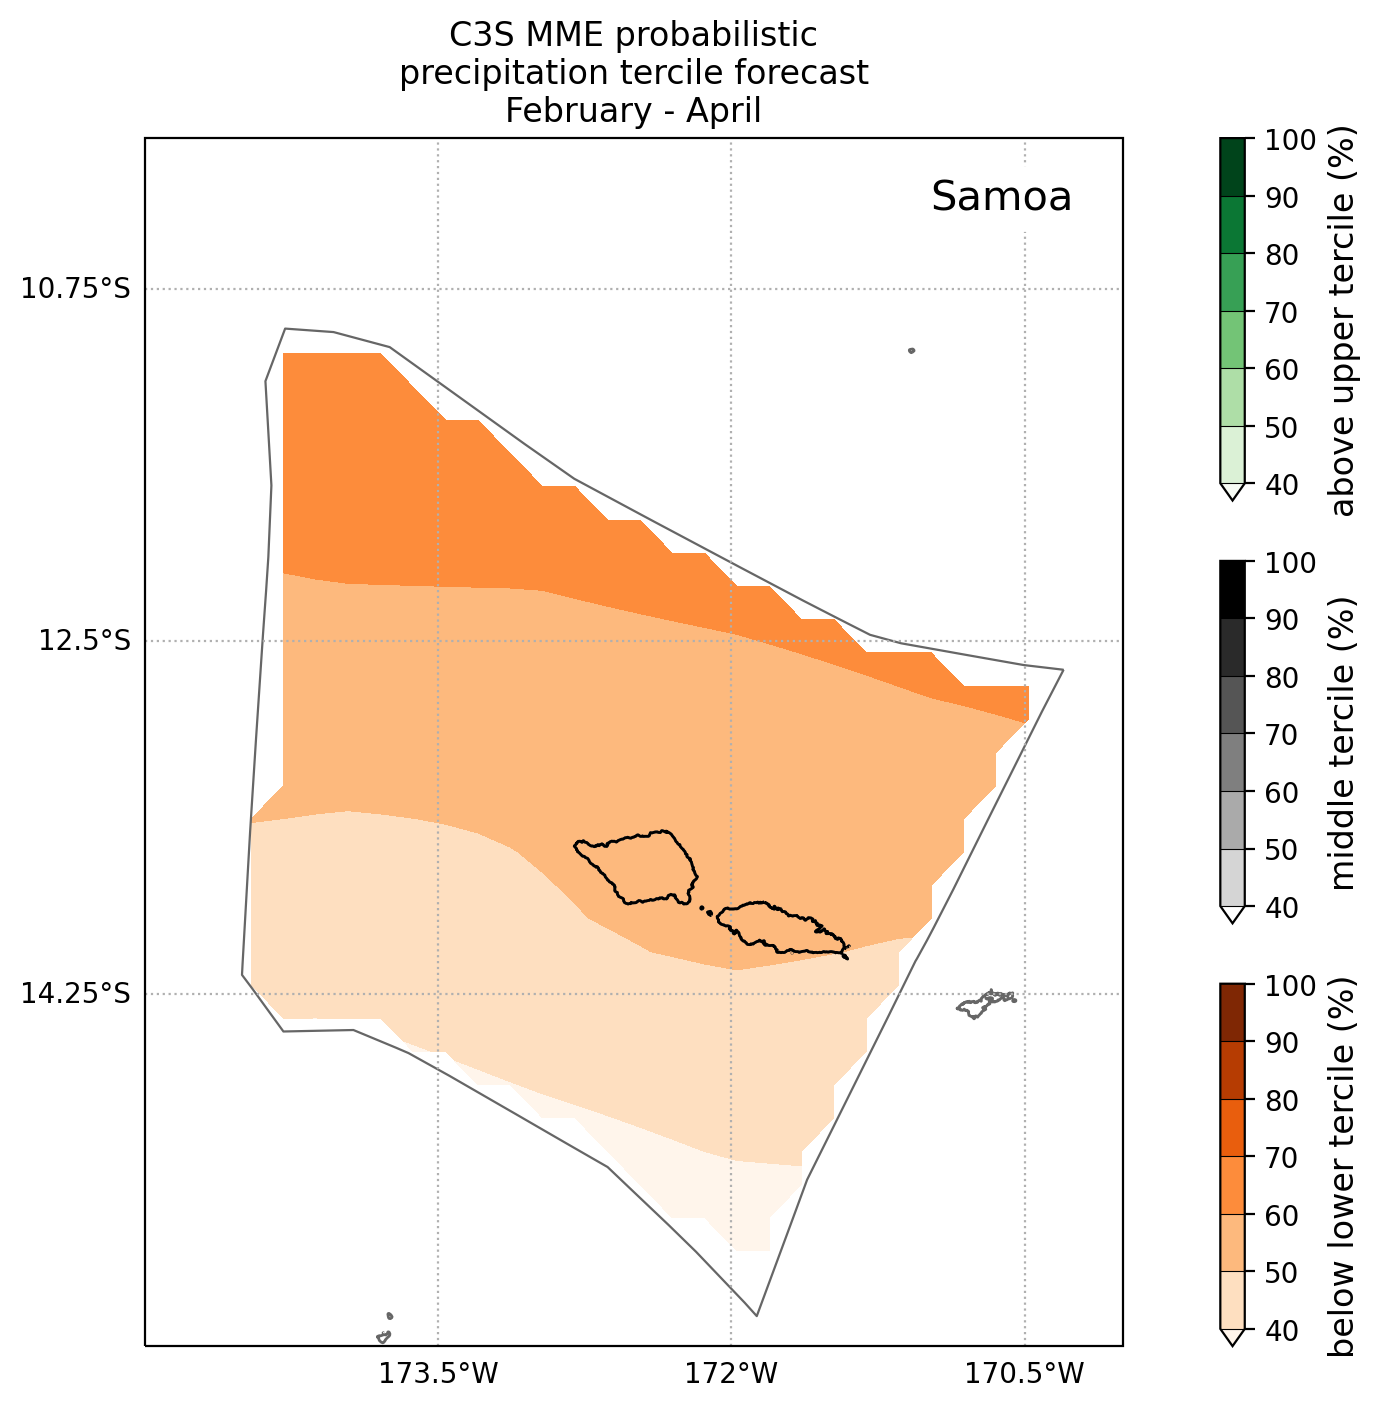 C3S MME probabilistic
precipitation tercile forecast
February - April
Samoa
10.75°S
12.5°S
14.25°S
173.5°W
172°W
170.5°W
100
90
80
70
60
50
40
above upper tercile (%)
100
90
80
70
60
50
40
middle tercile (%)
100
90
80
70
60
50
40
below lower tercile (%)